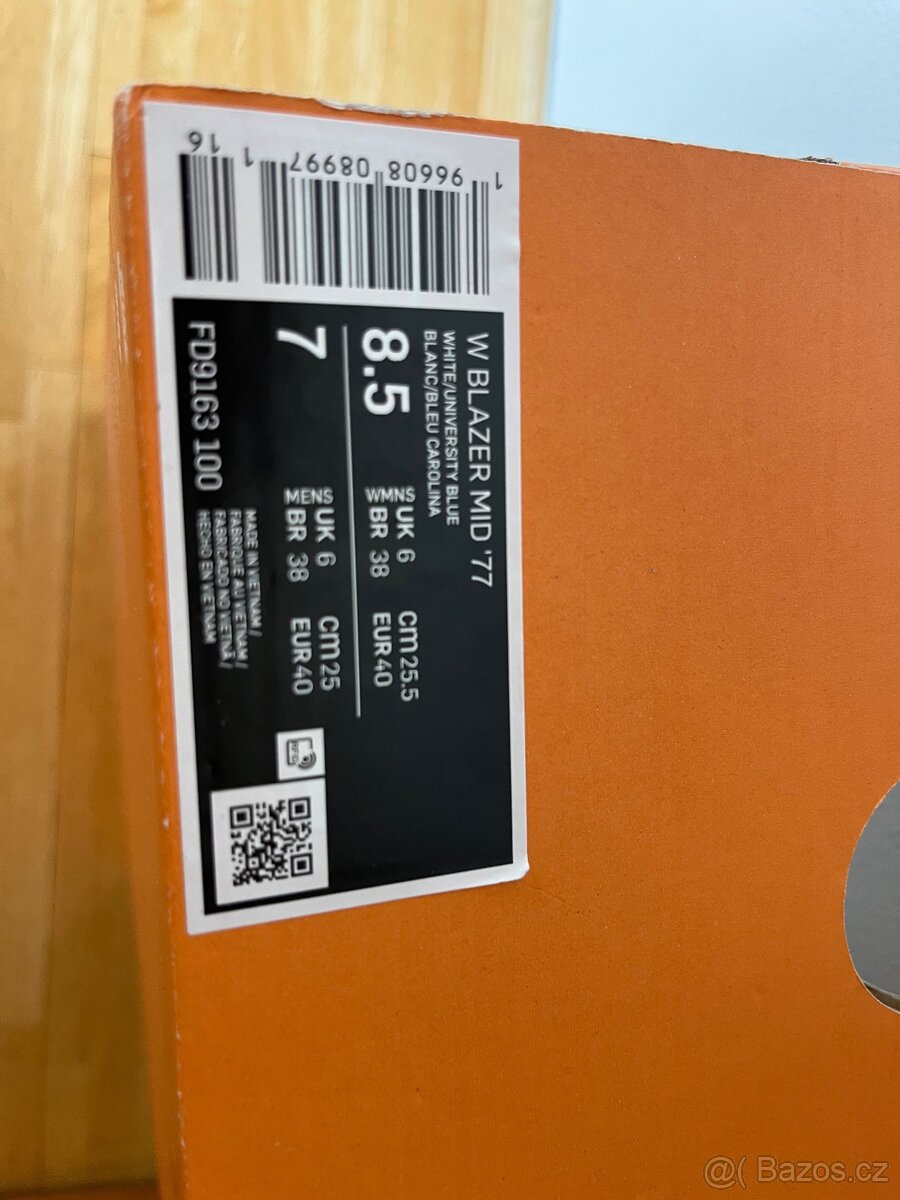 W BLAZER MID '77
WHITE/UNIVERSITY BLUE
BLANC/BLEU CAROLINA
8.5 WMNS UK 6 cm 25.5
BR 38 EUR 40
7 MENS UK 6 cm 25
BR 38 EUR 40
FD9163 100
MADE IN VIETNAM /
FABRIQUE AU VIETNAM /
FABRICADO NO VIETNÃ /
HECHO EN VIETNAM
RFID
1 96608 08997 1 16
@( Bazos.cz